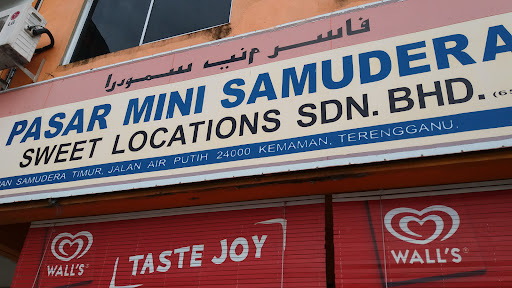 ڤاسر ميني سمودرا
PASAR MINI SAMUDERA
SWEET LOCATIONS SDN. BHD.
SAMUDERA TIMUR, JALAN AIR PUTIH 24000 KEMAMAN, TERENGGANU.
WALL'S
TASTE JOY
WALL'S